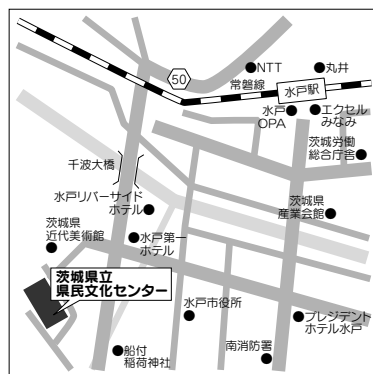 50
NTT
丸井
常磐線
水戸駅
水戸
OPA
エクセル
みなみ
茨城労働
総合庁舎
千波大橋
水戸リバーサイド
ホテル
茨城県
産業会館
茨城県
近代美術館
水戸第一
ホテル
茨城県立
県民文化センター
水戸市役所
プレジデント
ホテル水戸
船付
稲荷神社
南消防署